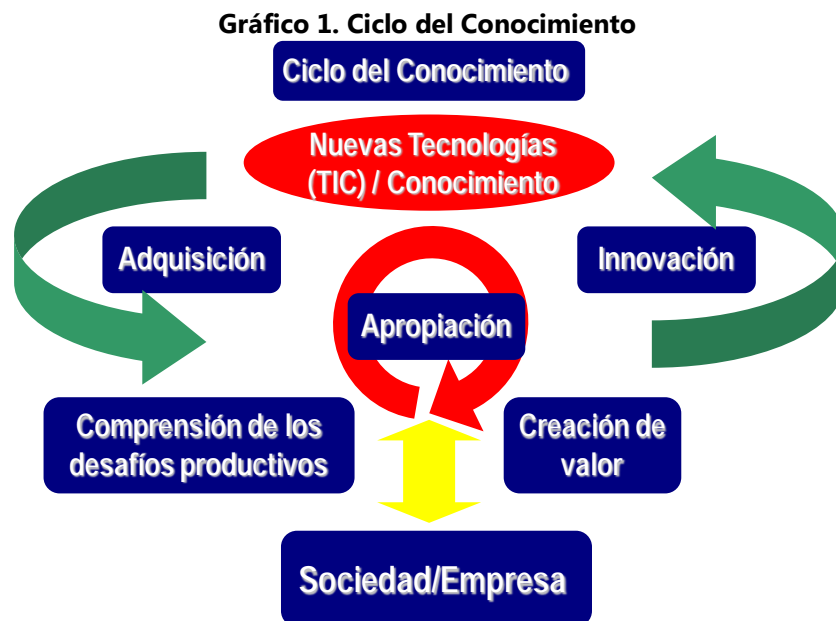 Gráfico 1. Ciclo del Conocimiento
Ciclo del Conocimiento
Nuevas Tecnologías
(TIC) / Conocimiento
Adquisición
Innovación
Apropiación
Comprensión de los
desafíos productivos
Creación de
valor
Sociedad/Empresa